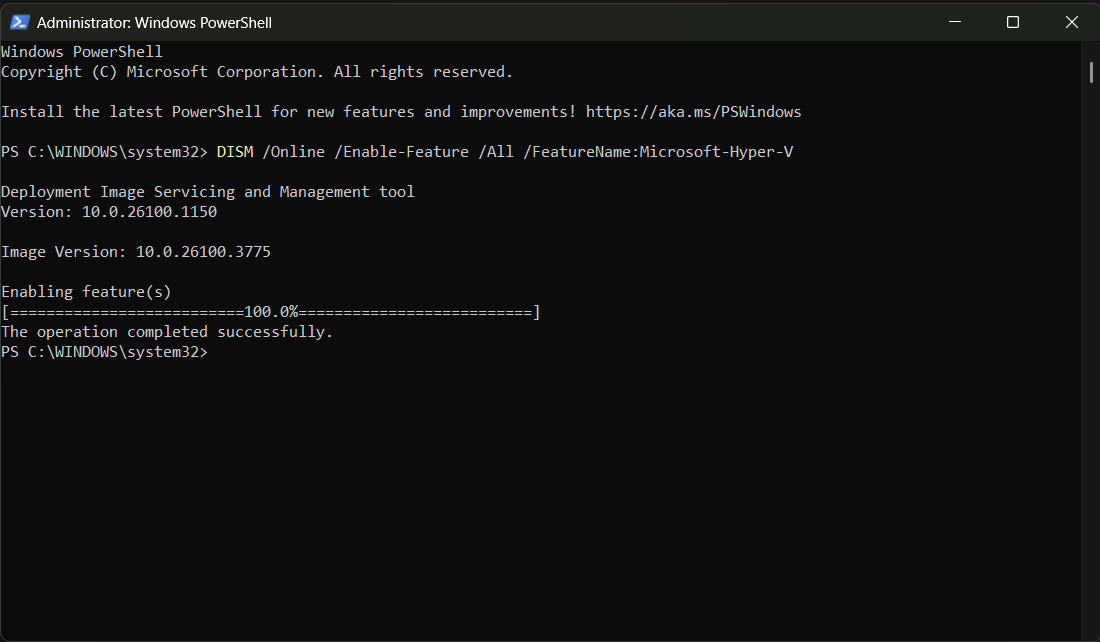 Administrator: Windows PowerShell
Windows PowerShell
Copyright (C) Microsoft Corporation. All rights reserved.
Install the latest PowerShell for new features and improvements! https://aka.ms/PSWindows
PS C:\WINDOWS\system32> DISM /Online /Enable-Feature /All /FeatureName:Microsoft-Hyper-V
Deployment Image Servicing and Management tool
Version: 10.0.26100.1150
Image Version: 10.0.26100.3775
Enabling feature(s)
[==========================100.0%==========================]
The operation completed successfully.
PS C:\WINDOWS\system32>